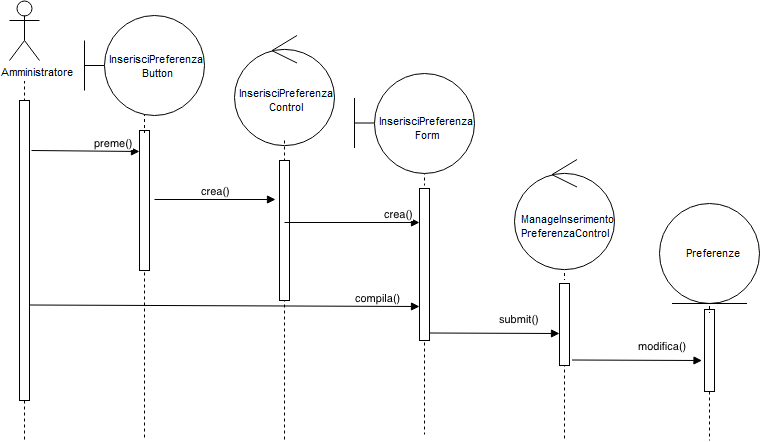 Amministratore
InserisciPreferenza
Button
InserisciPreferenza
Control
InserisciPreferenza
Form
ManageInserimento
PreferenzaControl
Preferenze
preme()
crea()
crea()
compila()
submit()
modifica()